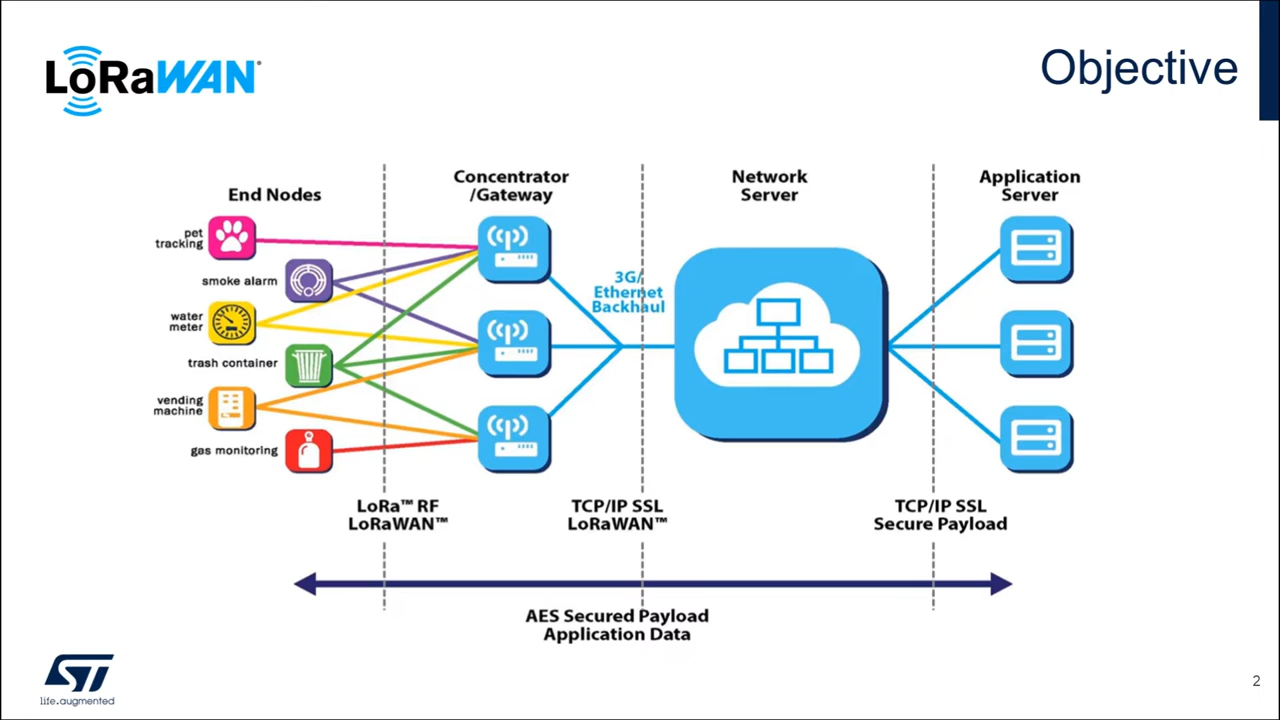 LoRaWAN®
Objective
End Nodes
Concentrator
/Gateway
Network
Server
Application
Server
pet
tracking
smoke alarm
water
meter
trash container
vending
machine
gas monitoring
3G/
Ethernet
Backhaul
LoRa™ RF
LoRaWAN™
TCP/IP SSL
LoRaWAN™
TCP/IP SSL
Secure Payload
AES Secured Payload
Application Data
ST
life.augmented
2